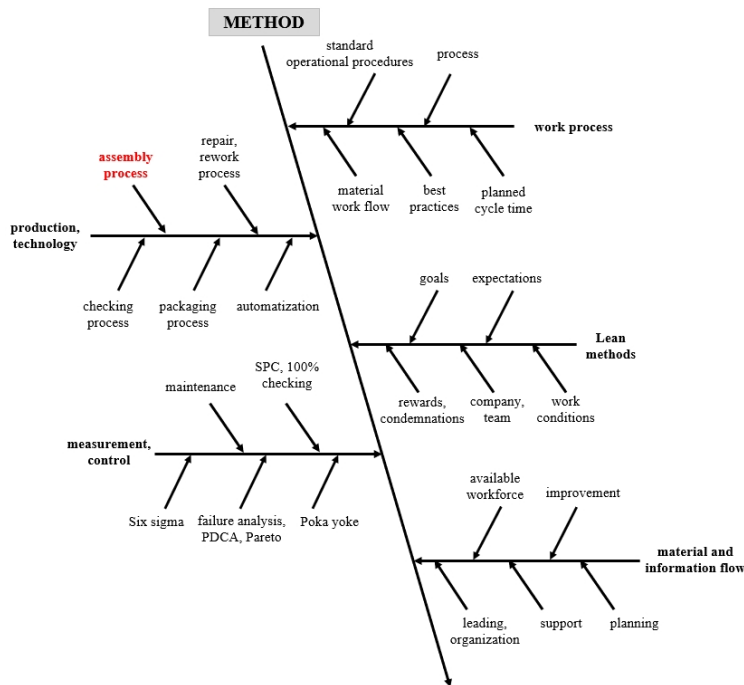 METHOD
standard
operational procedures
process
work process
material
work flow
best
practices
planned
cycle time
assembly
process
repair,
rework
process
production,
technology
checking
process
packaging
process
automatization
goals
expectations
Lean
methods
rewards,
condemnations
company,
team
work
conditions
maintenance
SPC, 100%
checking
measurement,
control
Six sigma
failure analysis,
PDCA, Pareto
Poka yoke
available
workforce
improvement
material and
information flow
leading,
organization
support
planning